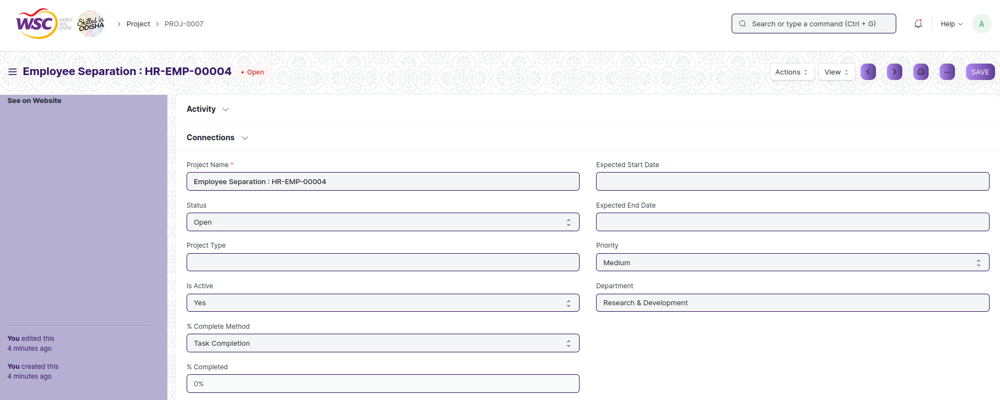 WSC WORLD SKILL CENTER
Skilled in ODISHA
Project PROJ-0007
Search or type a command (Ctrl + G)
Help
A
Employee Separation : HR-EMP-00004
Open
Actions
View
...
SAVE
See on Website
You edited this
4 minutes ago
You created this
4 minutes ago
Activity
Connections
Project Name *
Employee Separation : HR-EMP-00004
Status
Open
Project Type
Is Active
Yes
% Complete Method
Task Completion
% Completed
0%
Expected Start Date
Expected End Date
Priority
Medium
Department
Research & Development